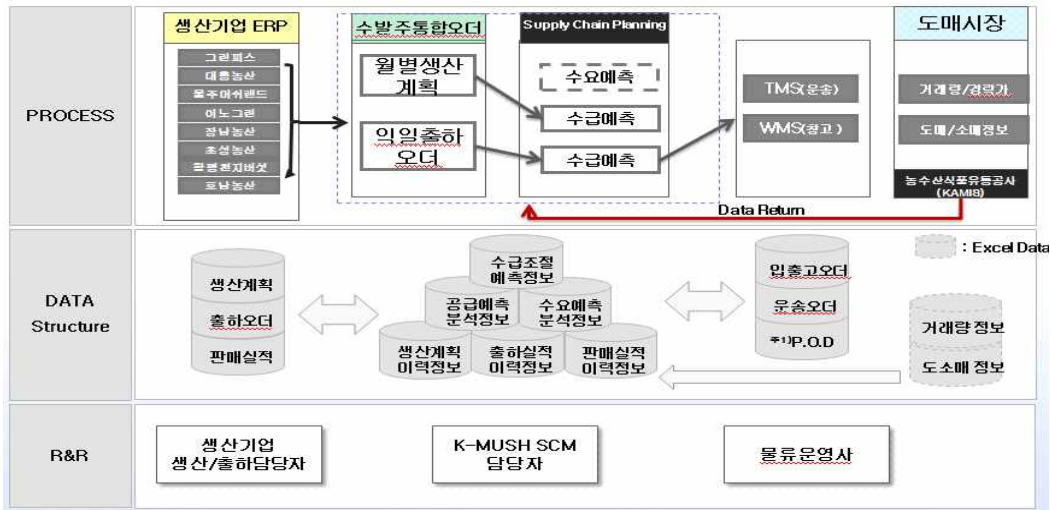 생산기업 ERP
수발주통합오더
Supply Chain Planning
도매시장
PROCESS
그린피스
대흥농산
물주머쉬랜드
이노그린
장남농산
초성농산
함평천지버섯
호남농산
월별생산
계획
익일출하
오더
수요예측
수급예측
수급예측
TMS(운송)
WMS(창고)
거래량/경락가
도매/소매정보
농수산식품유통공사
(KAMIS)
Data Return
DATA
Structure
생산계획
출하오더
판매실적
수급조절
예측정보
공급예측
분석정보
수요예측
분석정보
생산계획
이력정보
출하실적
이력정보
판매실적
이력정보
입출고오더
운송오더
주1)P.O.D
: Excel Data
거래량 정보
도소매 정보
R&R
생산기업
생산/출하담당자
K-MUSH SCM
담당자
물류운영사